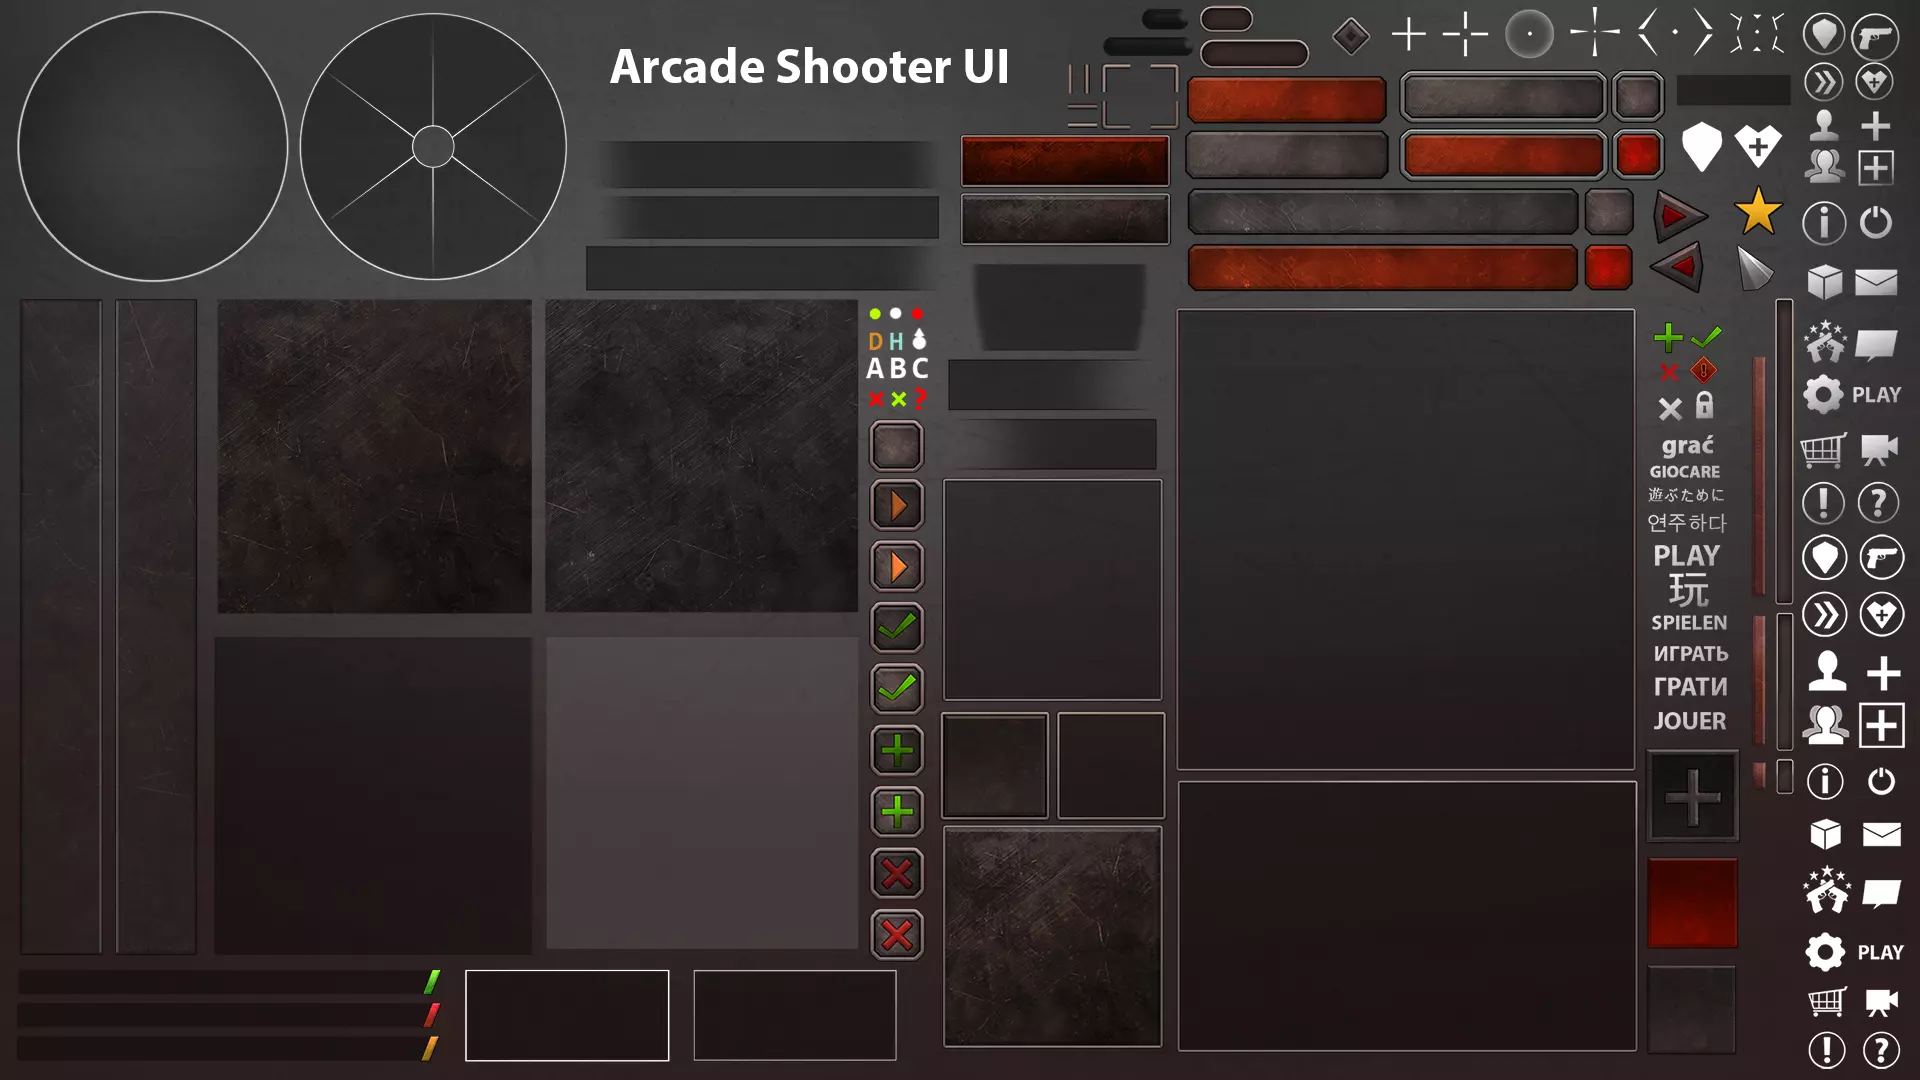 Arcade Shooter UI
D H
A B C
?
grać
GIOCARE
遊ぶために
연주하다
PLAY
玩
SPIELEN
ИГРАТЬ
ГРАТИ
JOUER
PLAY
PLAY